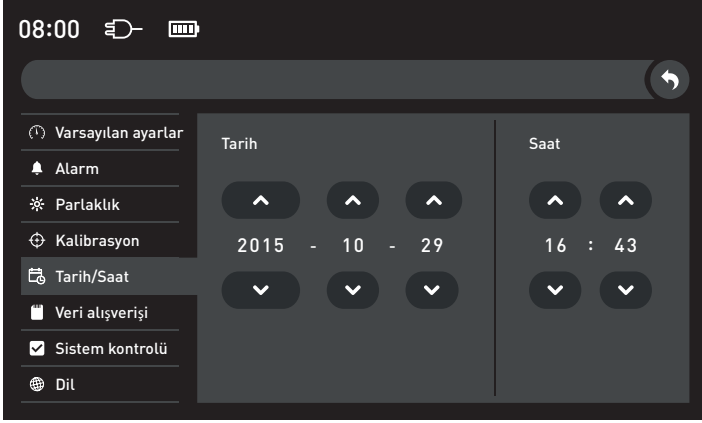 08:00
Varsayılan ayarlar
Alarm
Parlaklık
Kalibrasyon
Tarih/Saat
Veri alışverişi
Sistem kontrolü
Dil
Tarih
2015 - 10 - 29
Saat
16 : 43